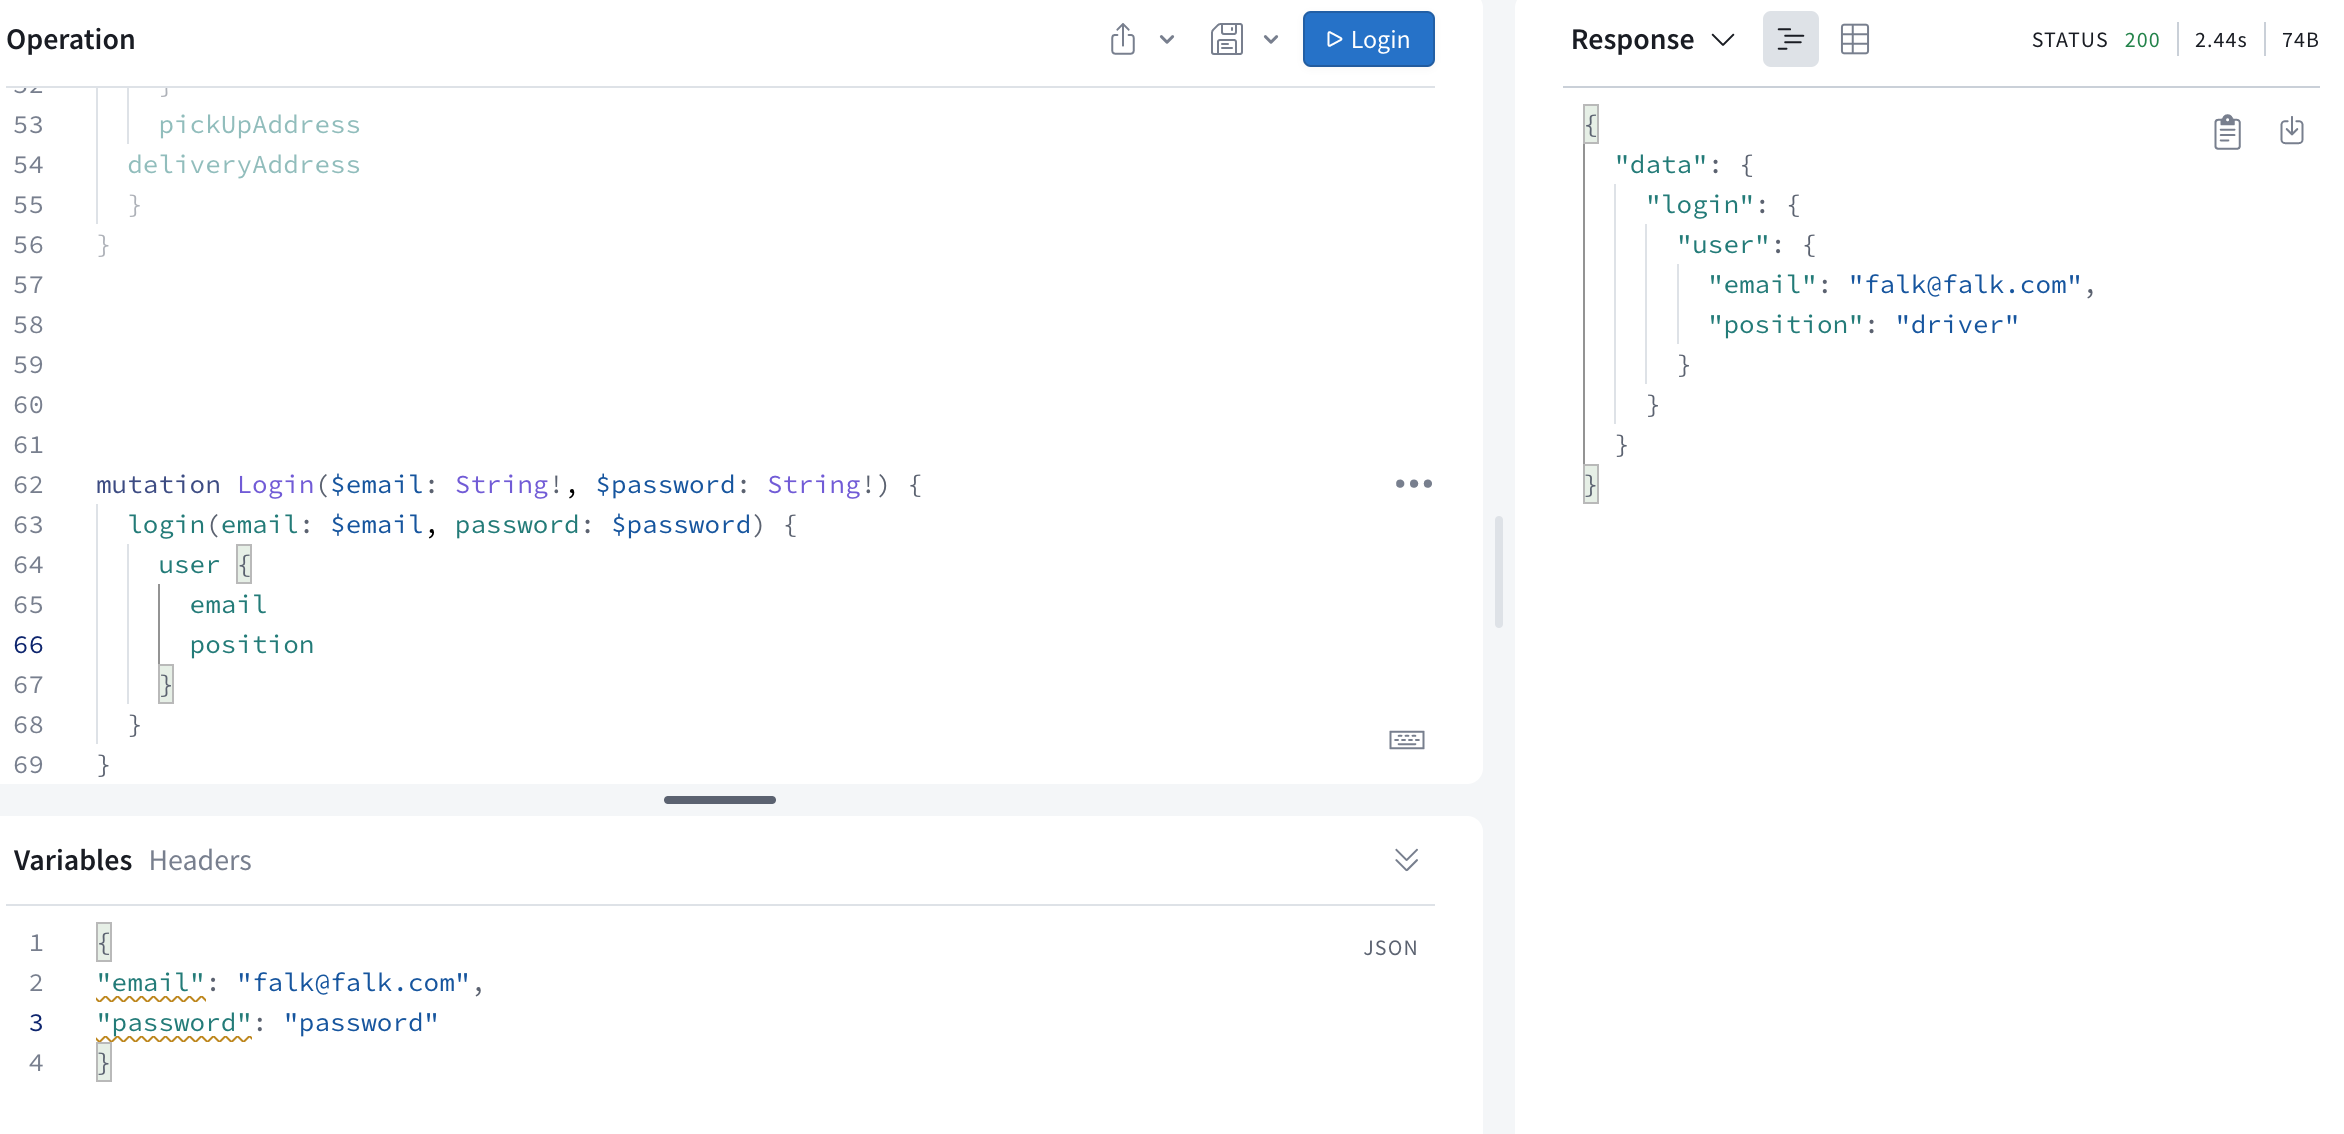 Operation
Login
52 }
53 pickUpAddress
54 deliveryAddress
55 }
56 }
57
58
59
60
61
62 mutation Login($email: String!, $password: String!) {
63 login(email: $email, password: $password) {
64 user {
65 email
66 position
67 }
68 }
69 }
Variables Headers
JSON
1 {
2 "email": "falk@falk.com",
3 "password": "password"
4 }
Response
STATUS 200 2.44s 74B
{
"data": {
"login": {
"user": {
"email": "falk@falk.com",
"position": "driver"
}
}
}
}